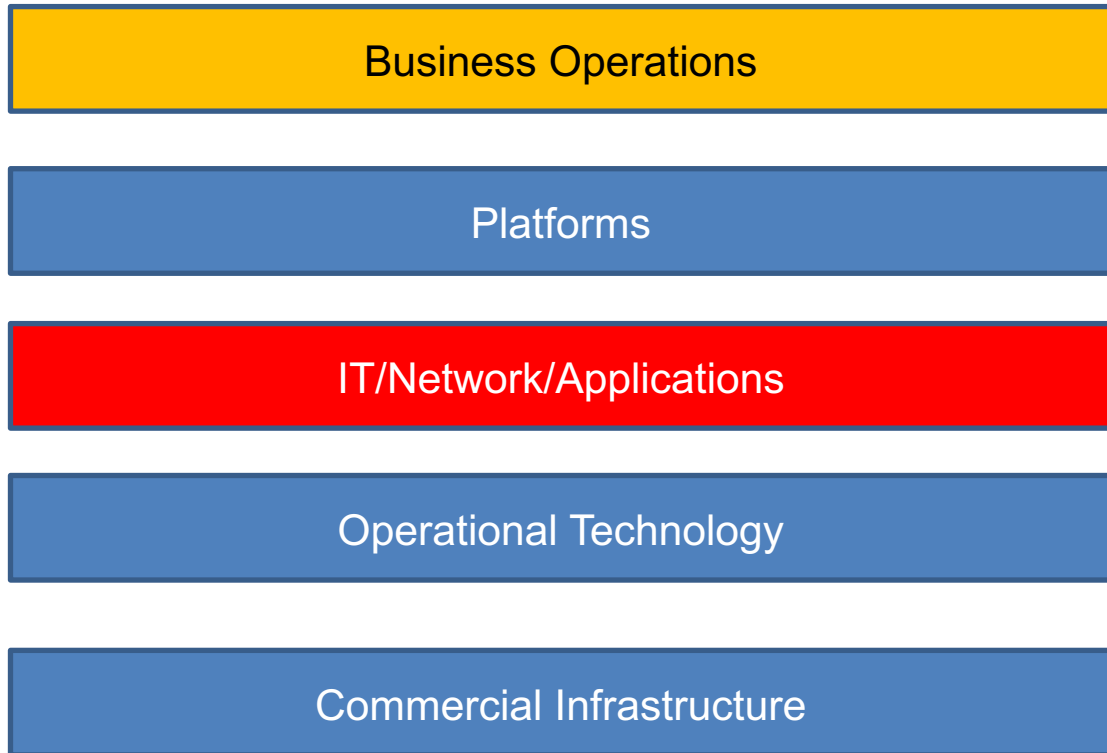 Business Operations
Platforms
IT/Network/Applications
Operational Technology
Commercial Infrastructure